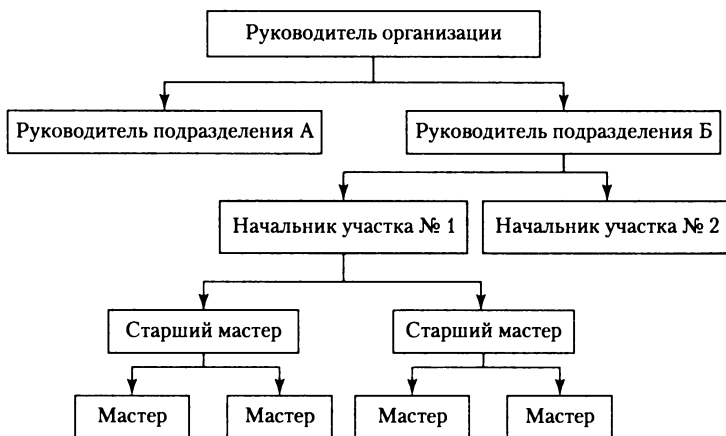 Руководитель организации
Руководитель подразделения А
Руководитель подразделения Б
Начальник участка № 1
Начальник участка № 2
Старший мастер
Старший мастер
Мастер
Мастер
Мастер
Мастер